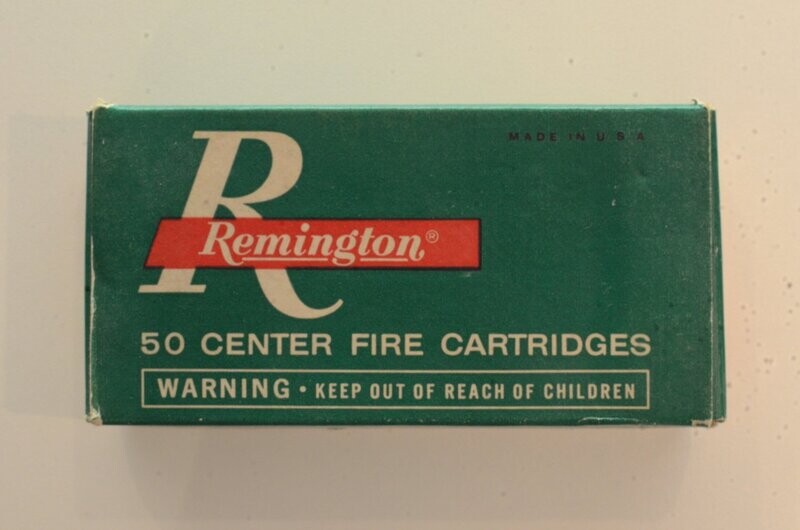 MADE IN U S A
R
Remington®
50 CENTER FIRE CARTRIDGES
WARNING • KEEP OUT OF REACH OF CHILDREN